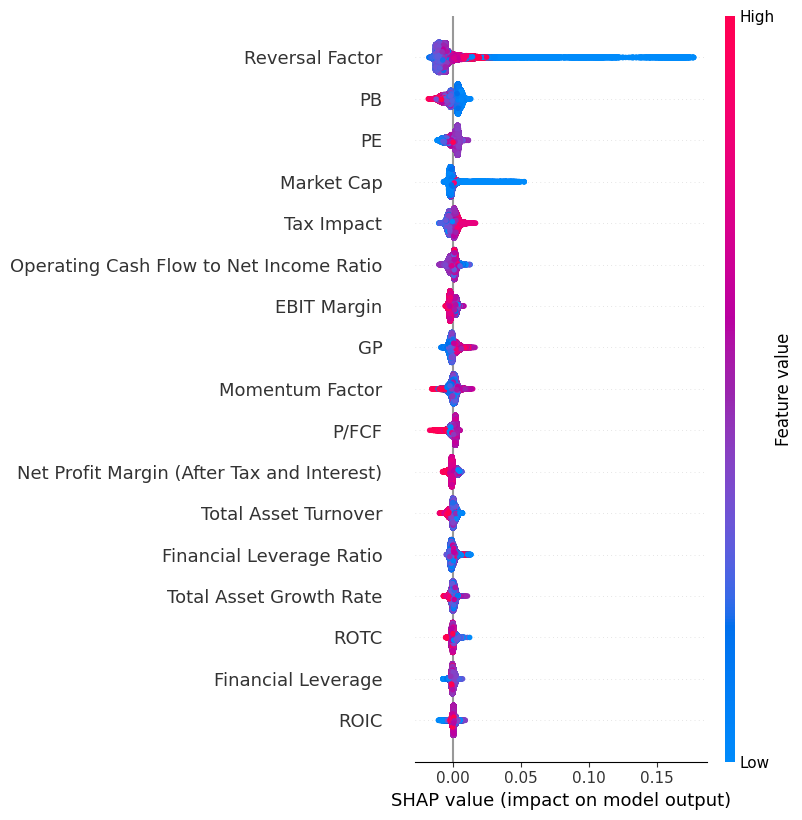 High
Reversal Factor
PB
PE
Market Cap
Tax Impact
Operating Cash Flow to Net Income Ratio
EBIT Margin
GP
Feature value
Momentum Factor
P/FCF
Net Profit Margin (After Tax and Interest)
Total Asset Turnover
Financial Leverage Ratio
Total Asset Growth Rate
ROTC
Financial Leverage
ROIC
Low
0.00 0.05 0.10 0.15
SHAP value (impact on model output)